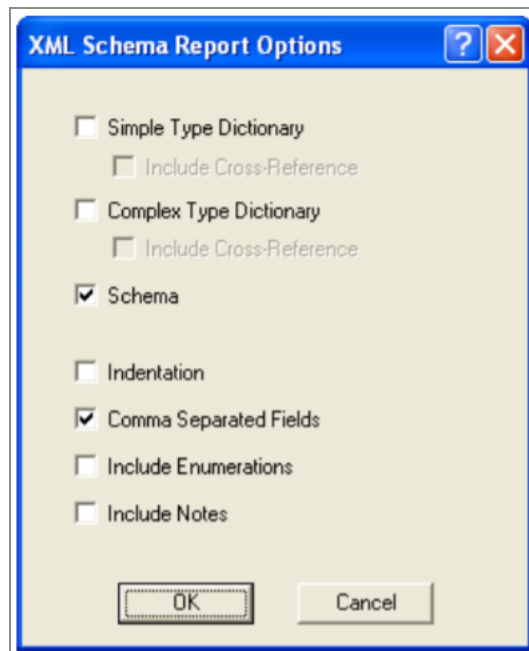 XML Schema Report Options
Simple Type Dictionary
Include Cross-Reference
Complex Type Dictionary
Include Cross-Reference
Schema
Indentation
Comma Separated Fields
Include Enumerations
Include Notes
OK Cancel